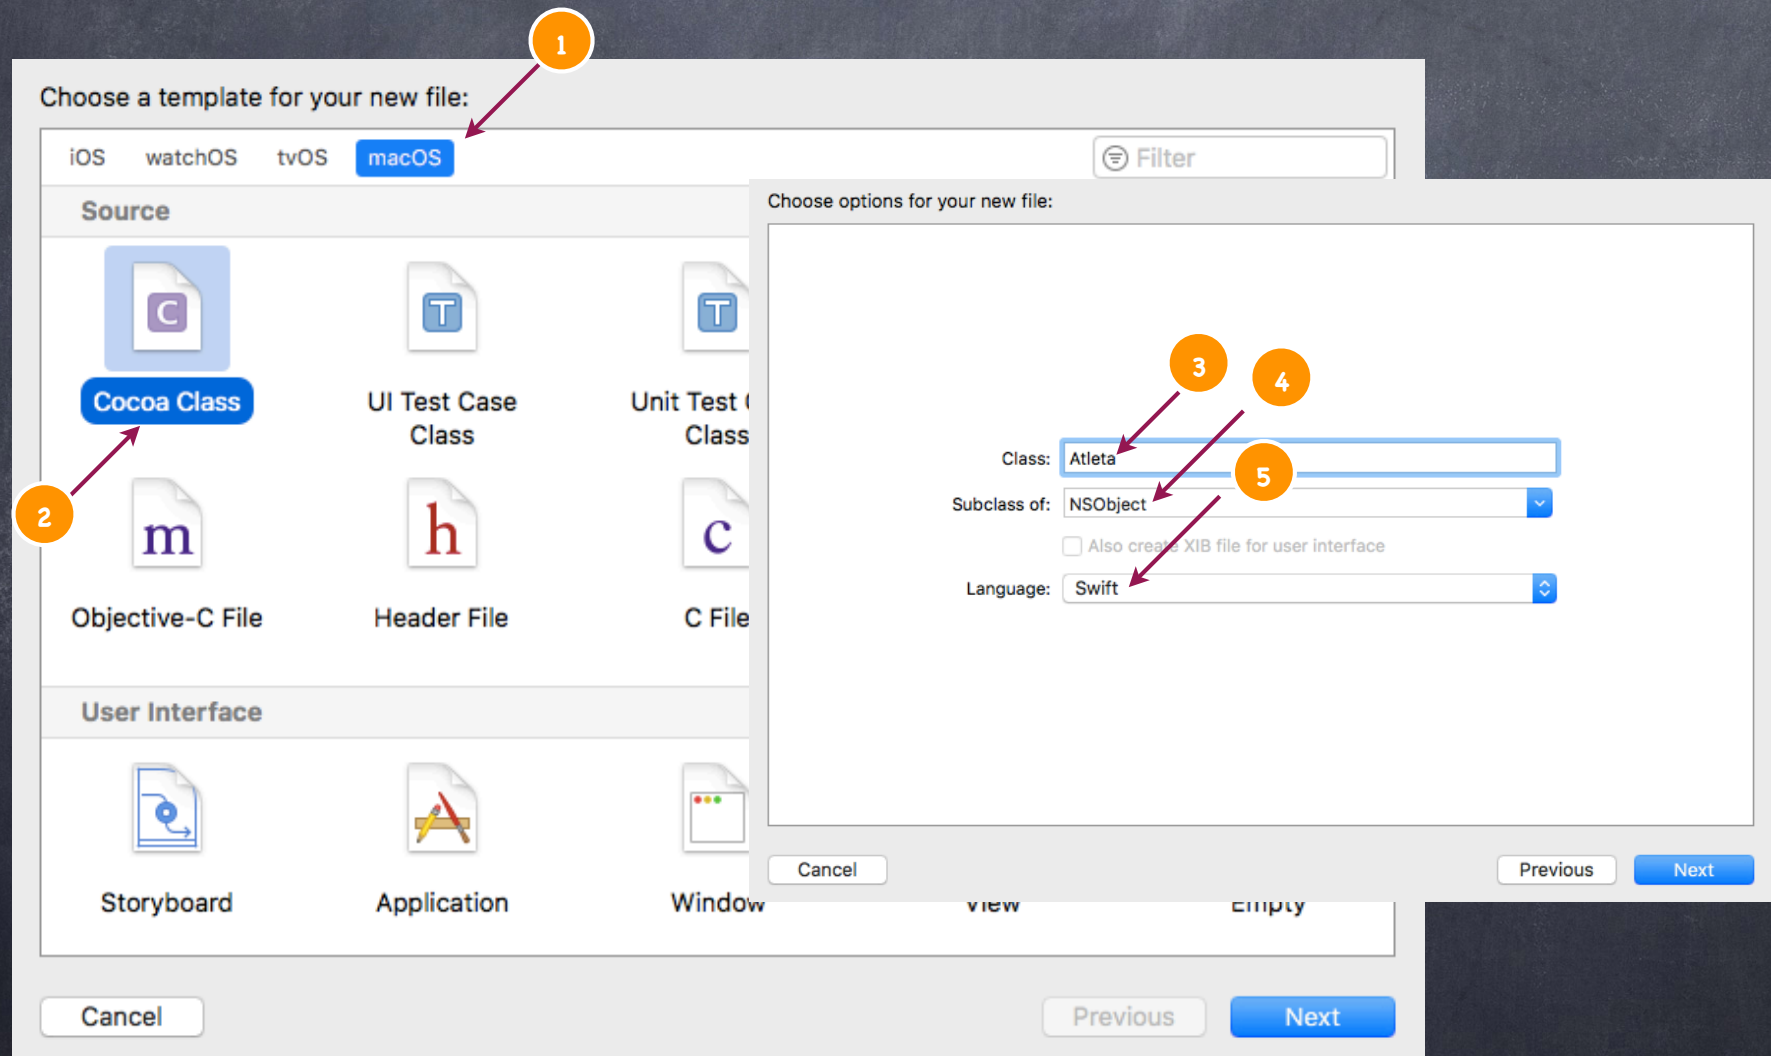 1
Choose a template for your new file:
iOS watchOS tvOS macOS
Filter
Source
C
T
T
Cocoa Class
UI Test Case
Class
Unit Test
Class
2
m
h
c
Objective-C File
Header File
C File
User Interface
Storyboard
Application
Window
View
Empty
Cancel
Previous
Next
Choose options for your new file:
3
4
Class: Atleta
5
Subclass of: NSObject
Also create XIB file for user interface
Language: Swift
Cancel
Previous
Next